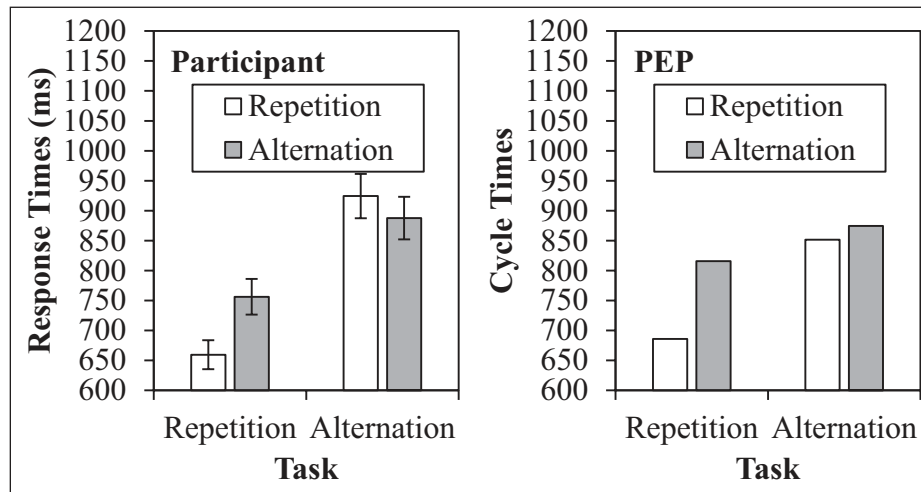 Response Times (ms)
1200
1150
1100
1050
1000
950
900
850
800
750
700
650
600
Participant
Repetition
Alternation
Repetition Alternation
Task
Cycle Times
1200
1150
1100
1050
1000
950
900
850
800
750
700
650
600
PEP
Repetition
Alternation
Repetition Alternation
Task